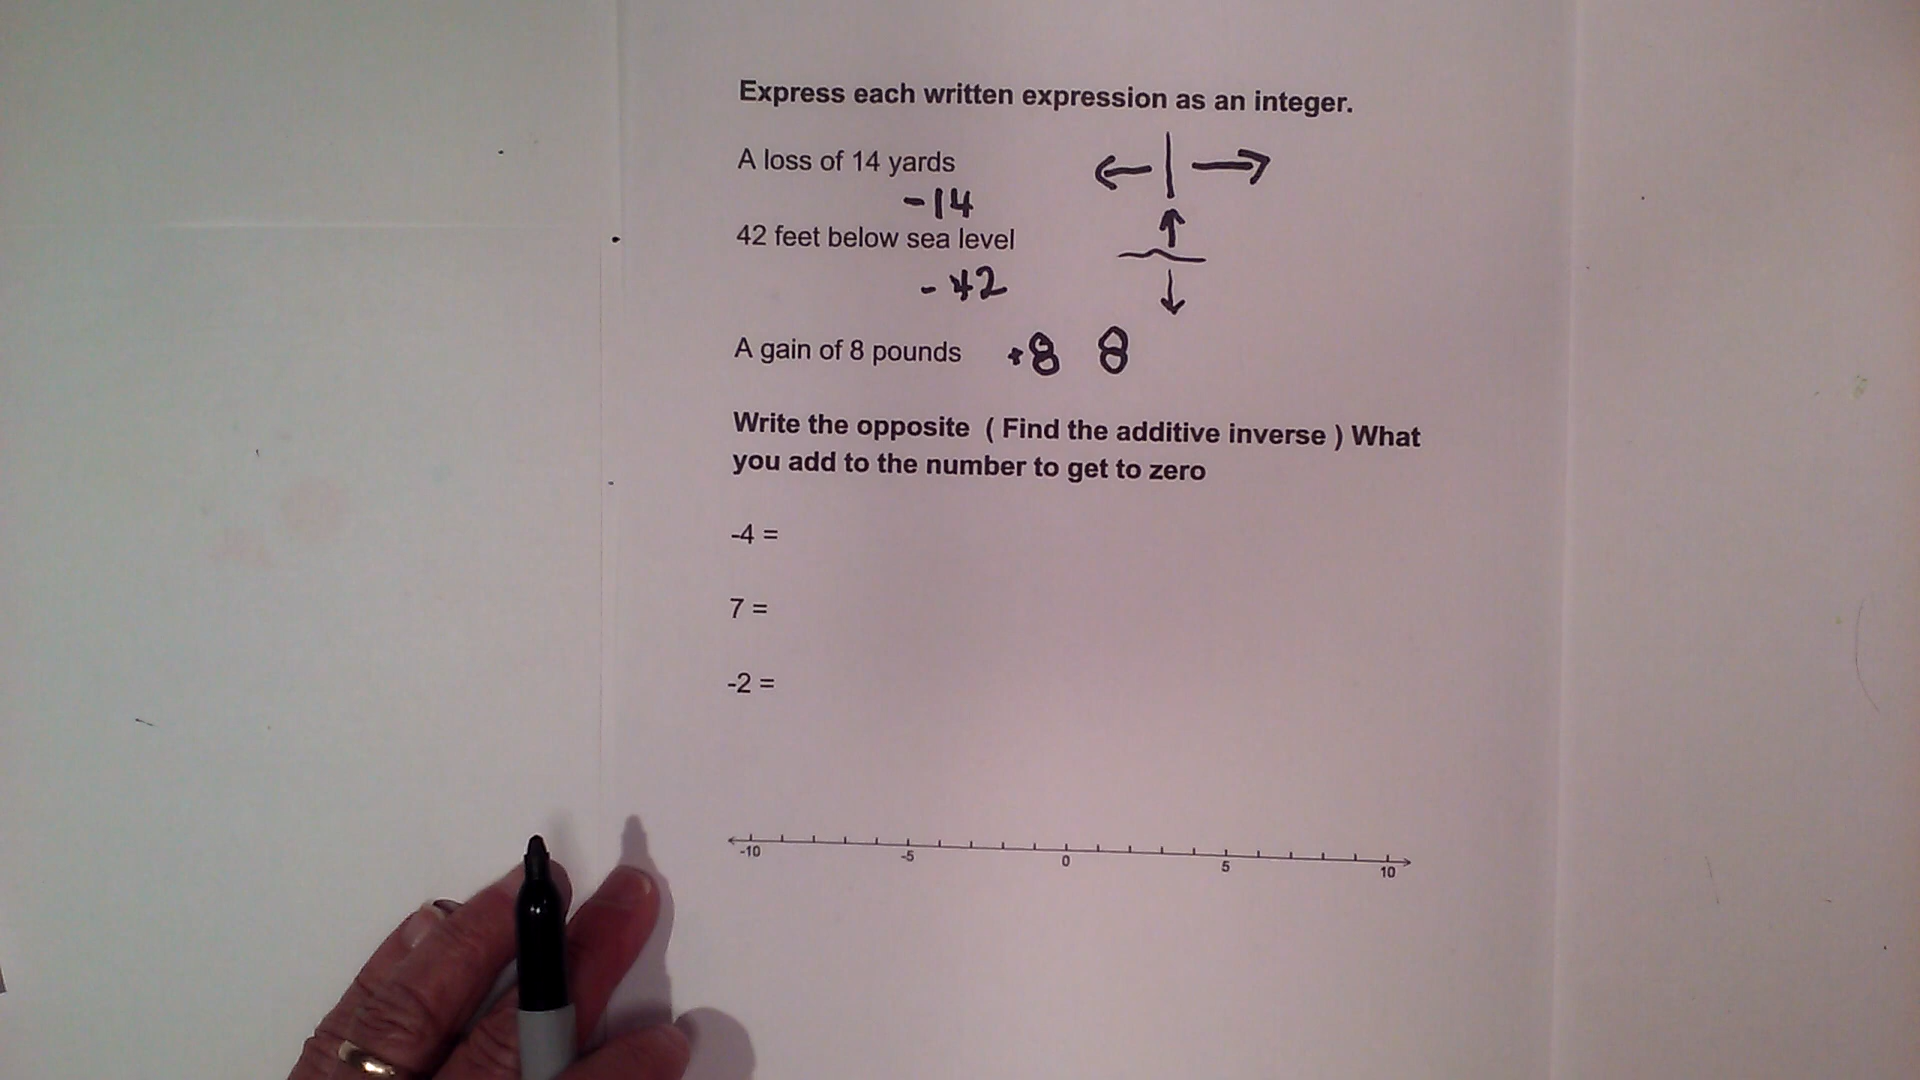 Express each written expression as an integer.
A loss of 14 yards
-14
42 feet below sea level
- 42
A gain of 8 pounds +8 8
Write the opposite ( Find the additive inverse ) What
you add to the number to get to zero
-4 =
7 =
-2 =
-10 -5 0 5 10